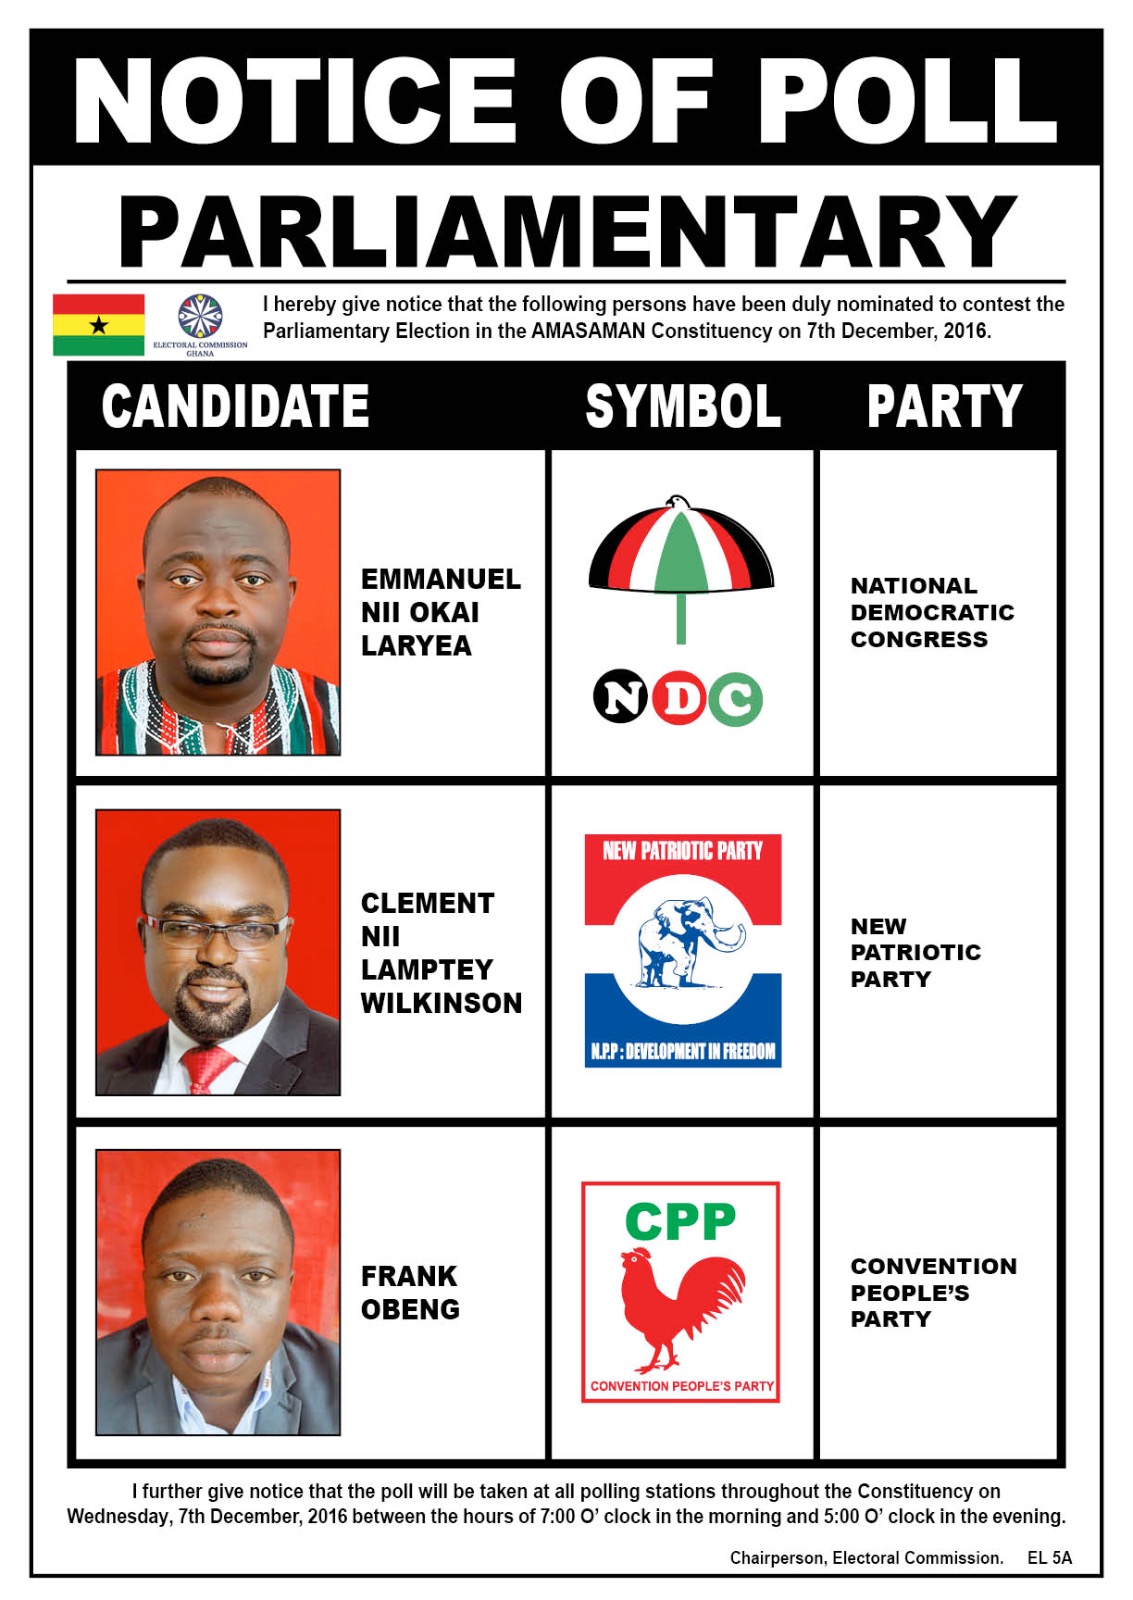 NOTICE OF POLL
PARLIAMENTARY
I hereby give notice that the following persons have been duly nominated to contest the
Parliamentary Election in the AMASAMAN Constituency on 7th December, 2016.
ELECTORAL COMMISSION
GHANA
CANDIDATE SYMBOL PARTY
EMMANUEL
NII OKAI
LARYEA
NDC
NATIONAL
DEMOCRATIC
CONGRESS
CLEMENT
NII
LAMPTEY
WILKINSON
NEW PATRIOTIC PARTY
N.P.P : DEVELOPMENT IN FREEDOM
NEW
PATRIOTIC
PARTY
FRANK
OBENG
CPP
CONVENTION PEOPLE'S PARTY
CONVENTION
PEOPLE'S
PARTY
I further give notice that the poll will be taken at all polling stations throughout the Constituency on
Wednesday, 7th December, 2016 between the hours of 7:00 O' clock in the morning and 5:00 O' clock in the evening.
Chairperson, Electoral Commission. EL 5A